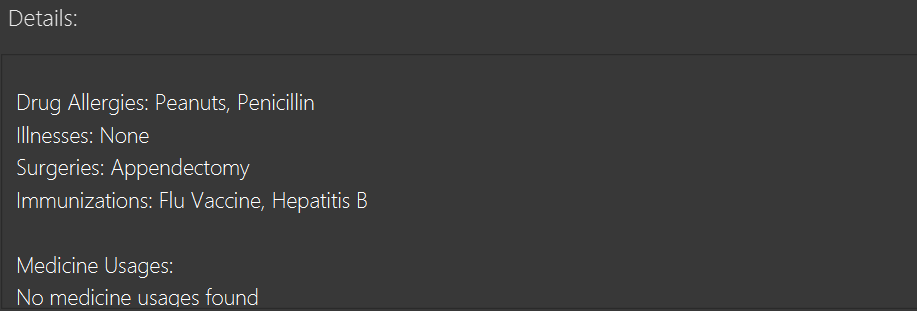 Details:
Drug Allergies: Peanuts, Penicillin
Illnesses: None
Surgeries: Appendectomy
Immunizations: Flu Vaccine, Hepatitis B
Medicine Usages:
No medicine usages found